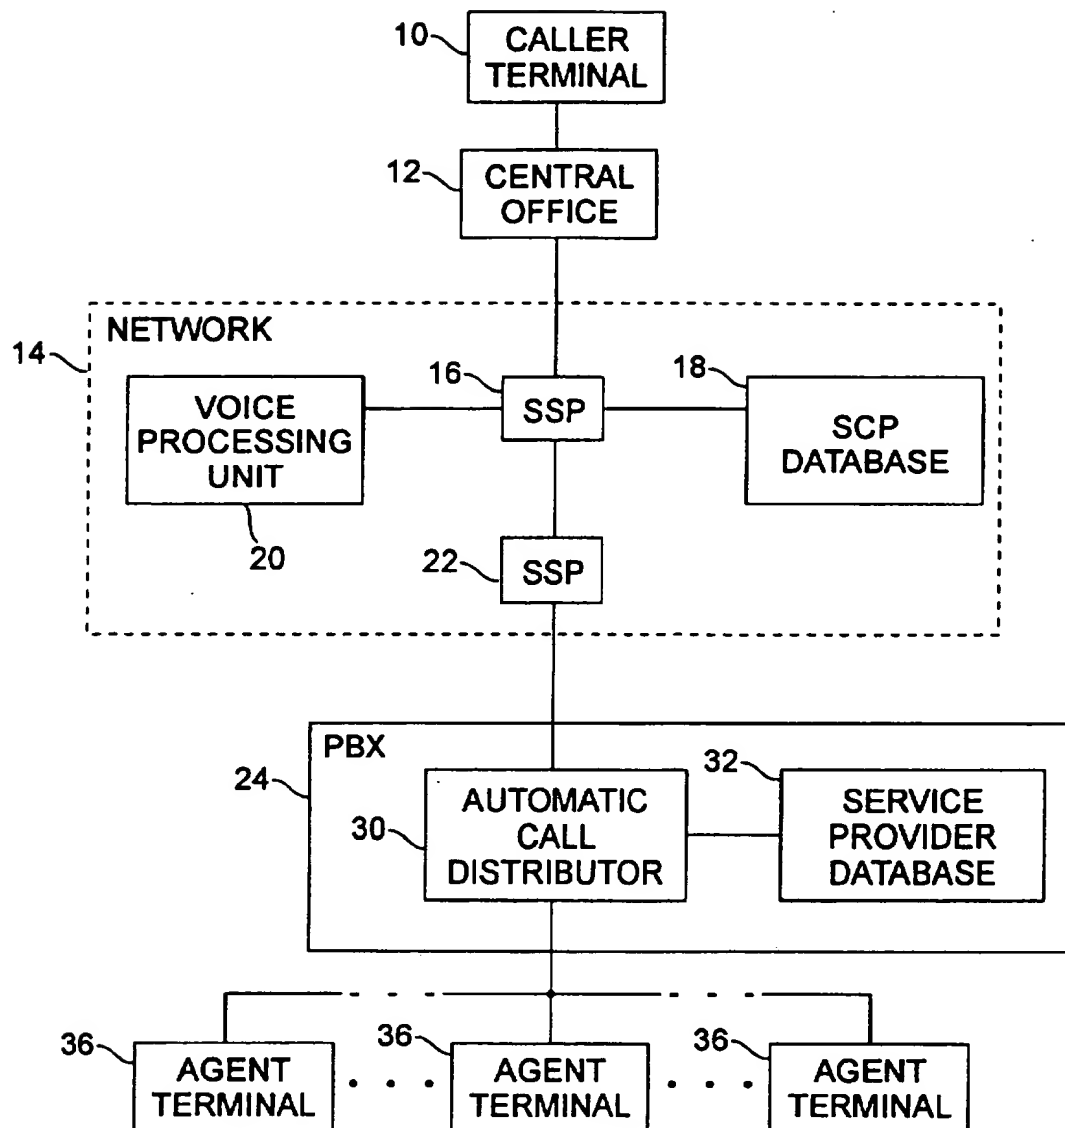 10
CALLER
TERMINAL
12
CENTRAL
OFFICE
14
NETWORK
VOICE
PROCESSING
UNIT
20
16
SSP
18
SCP
DATABASE
22
SSP
24
PBX
30
AUTOMATIC
CALL
DISTRIBUTOR
32
SERVICE
PROVIDER
DATABASE
36
AGENT
TERMINAL
36
AGENT
TERMINAL
36
AGENT
TERMINAL